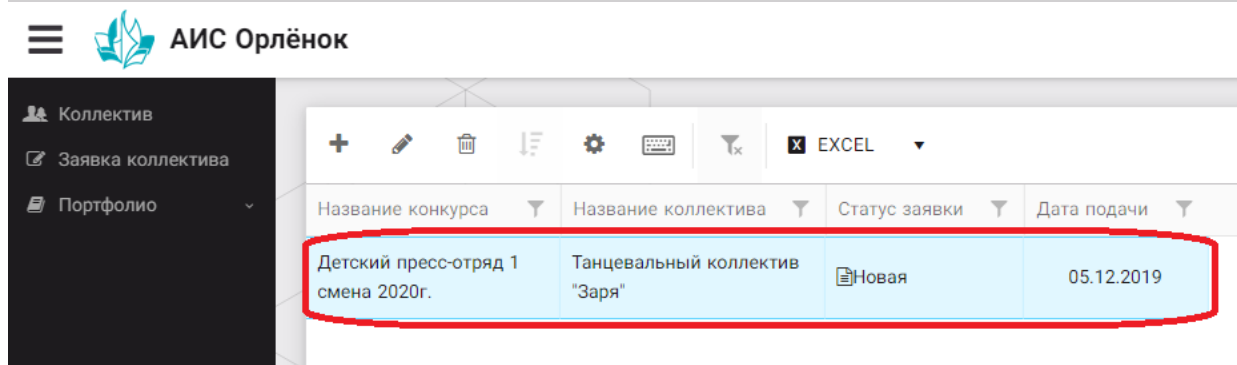 АИС Орлёнок
Коллектив
Заявка коллектива
Портфолио
EXCEL
Название конкурса Название коллектива Статус заявки Дата подачи
Детский пресс-отряд 1 Танцевальный коллектив
смена 2020г. "Заря" Новая 05.12.2019